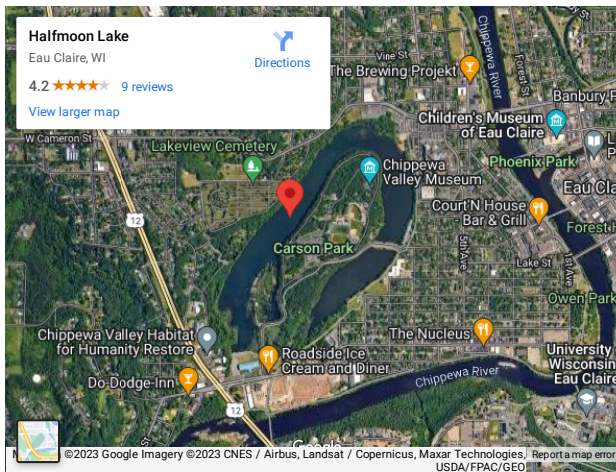 Halfmoon Lake
Eau Claire, WI
4.2
9 reviews
View larger map
Directions
Vine St
Chippewa River
Forest St
The Brewing Projekt
Banbury P
Children's Museum
of Eau Claire
W Cameron St
Lakeview Cemetery
Phoenix Park
P
Chippewa
Valley Museum
Eau Cla
12
Court'N House
- Bar & Grill
Forest H
Carson Park
5th Ave
Lake St
1st Ave
Owen Park
Chippewa Valley Habitat
for Humanity Restore
The Nucleus
Roadside Ice
Cream and Diner
University
Wisconsin
Eau Claire
Do-Dodge-Inn
Chippewa River
12
Google
M
©2023 Google Imagery ©2023 CNES / Airbus, Landsat / Copernicus, Maxar Technologies,
USDA/FPAC/GEO
Report a map error